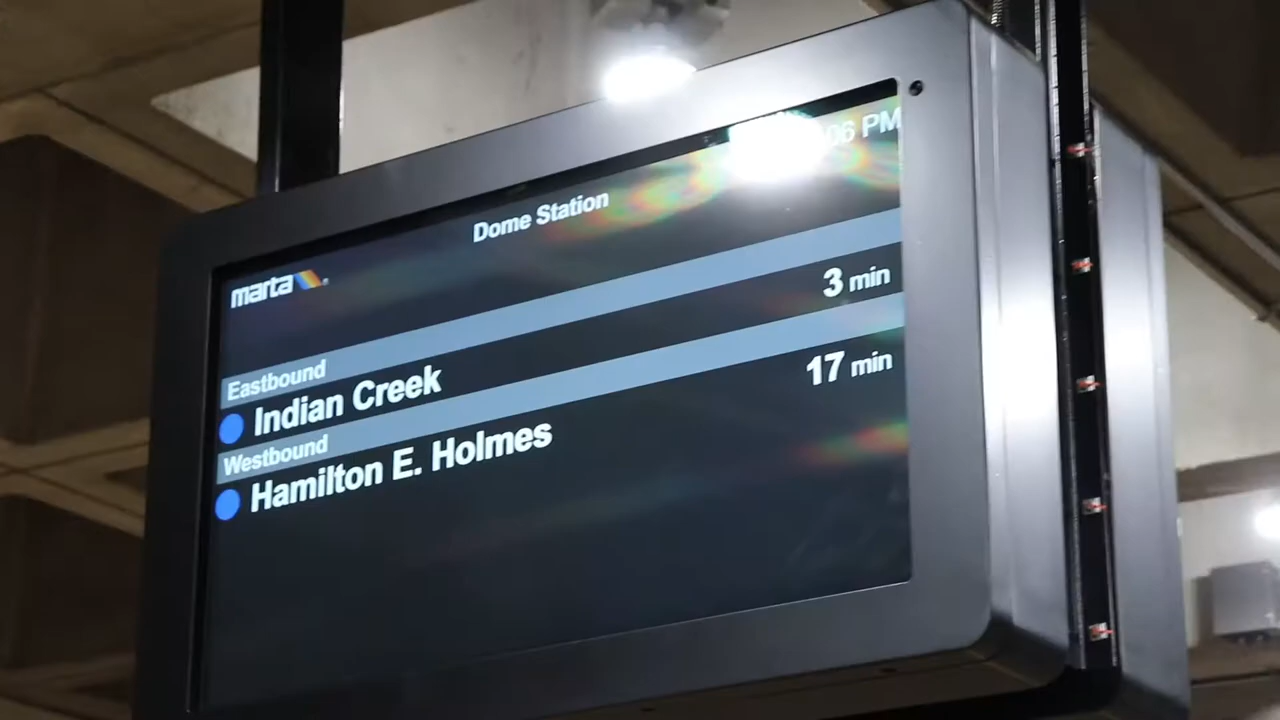 06 PM
Dome Station
marta
Eastbound
Indian Creek 3 min
Westbound
Hamilton E. Holmes 17 min